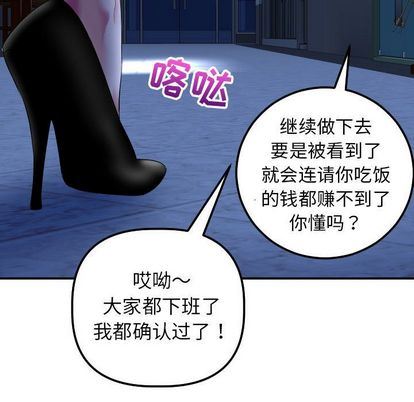 喀哒
继续做下去
要是被看到了
就会连请你吃饭
的钱都赚不到了
你懂吗？
哎呦～
大家都下班了
我都确认过了！